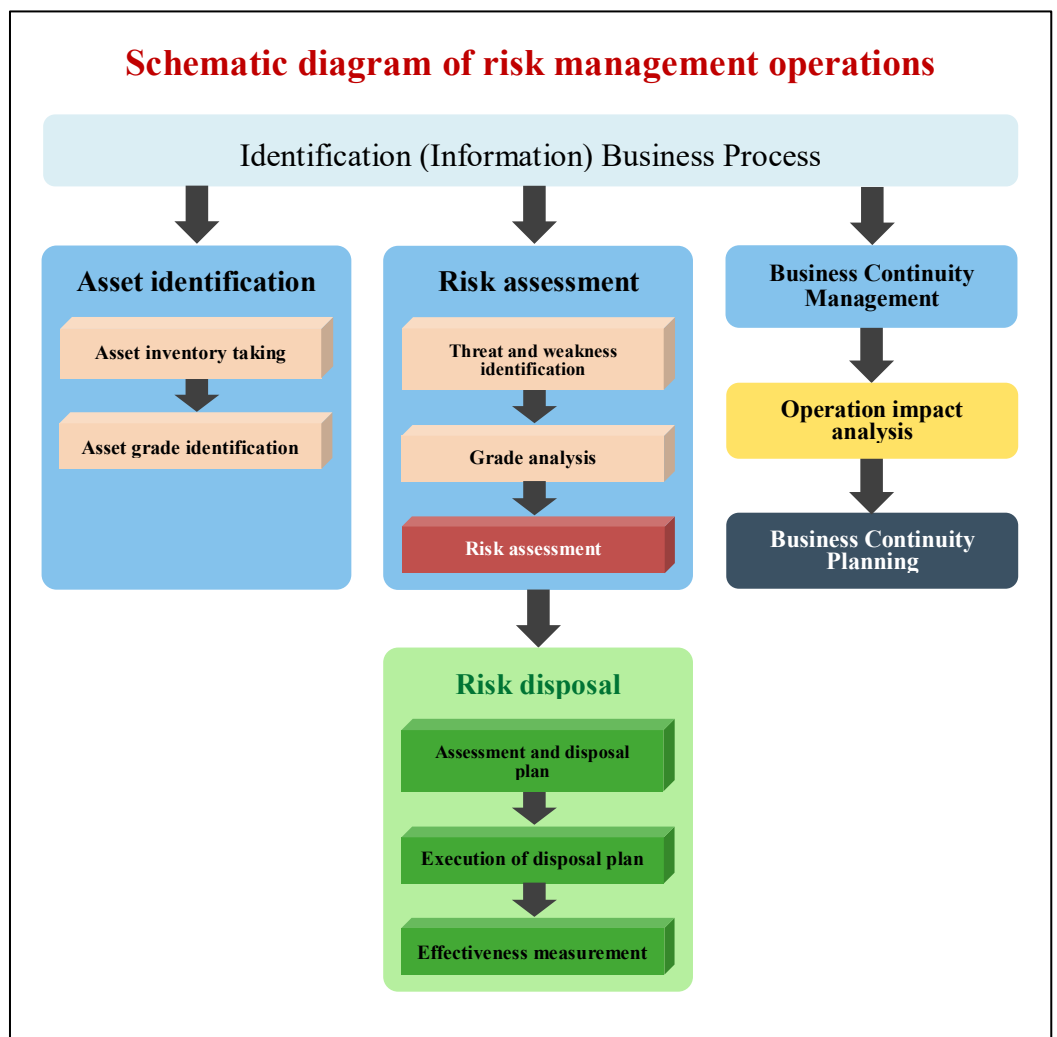 Schematic diagram of risk management operations
Identification (Information) Business Process
Asset identification
Asset inventory taking
Asset grade identification
Risk assessment
Threat and weakness
identification
Grade analysis
Risk assessment
Business Continuity
Management
Operation impact
analysis
Business Continuity
Planning
Risk disposal
Assessment and disposal
plan
Execution of disposal plan
Effectiveness measurement